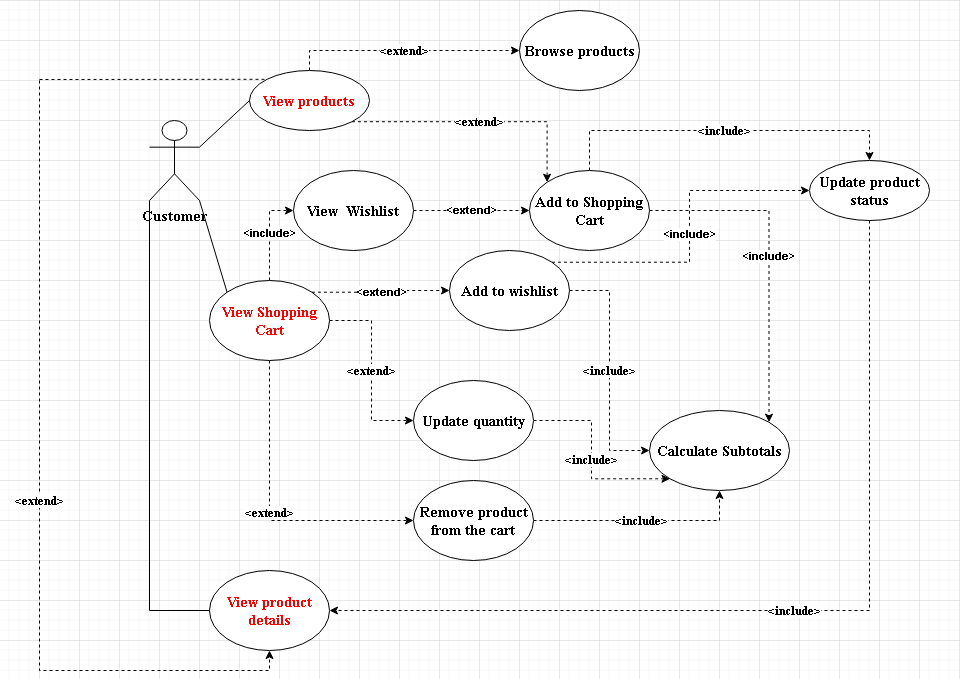 Browse products
<extend>
View products
<extend>
<include>
Update product
status
Customer
View  Wishlist
<extend>
Add to Shopping
Cart
<include>
<include>
<include>
View Shopping
Cart
<extend>
Add to wishlist
<extend>
<include>
Update quantity
<include>
Calculate Subtotals
<extend>
<extend>
Remove product
from the cart
<include>
View product
details
<include>